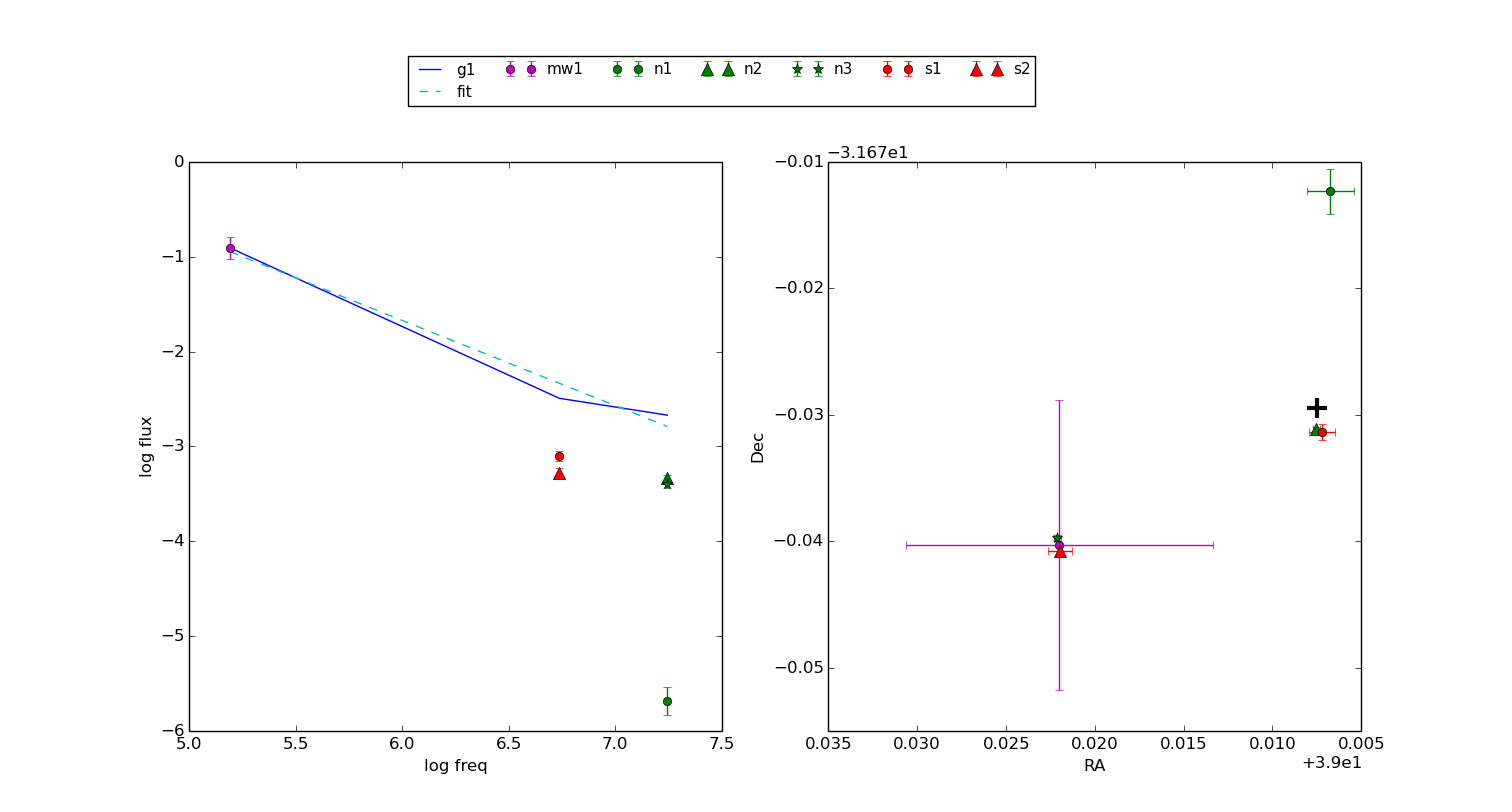 g1 mw1 n1 n2 n3 s1 s2
fit
0
−1
−2
−3
−4
−5
−6
log flux
5.0 5.5 6.0 6.5 7.0 7.5
log freq
−3.167e1
−0.01
−0.02
−0.03
−0.04
−0.05
Dec
0.035 0.030 0.025 0.020 0.015 0.010 0.005
+3.9e1
RA